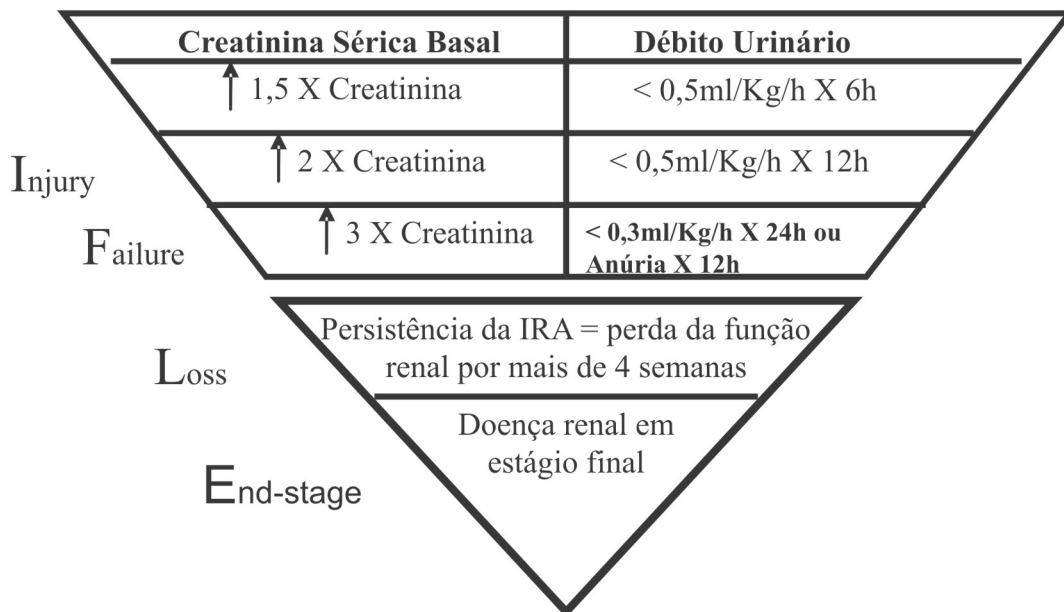 Creatinina Sérica Basal
Débito Urinário
1,5 X Creatinina
< 0,5ml/Kg/h X 6h
Injury
2 X Creatinina
< 0,5ml/Kg/h X 12h
Failure
3 X Creatinina
< 0,3ml/Kg/h X 24h ou
Anúria X 12h
Loss
Persistência da IRA = perda da função
renal por mais de 4 semanas
End-stage
Doença renal em
estágio final